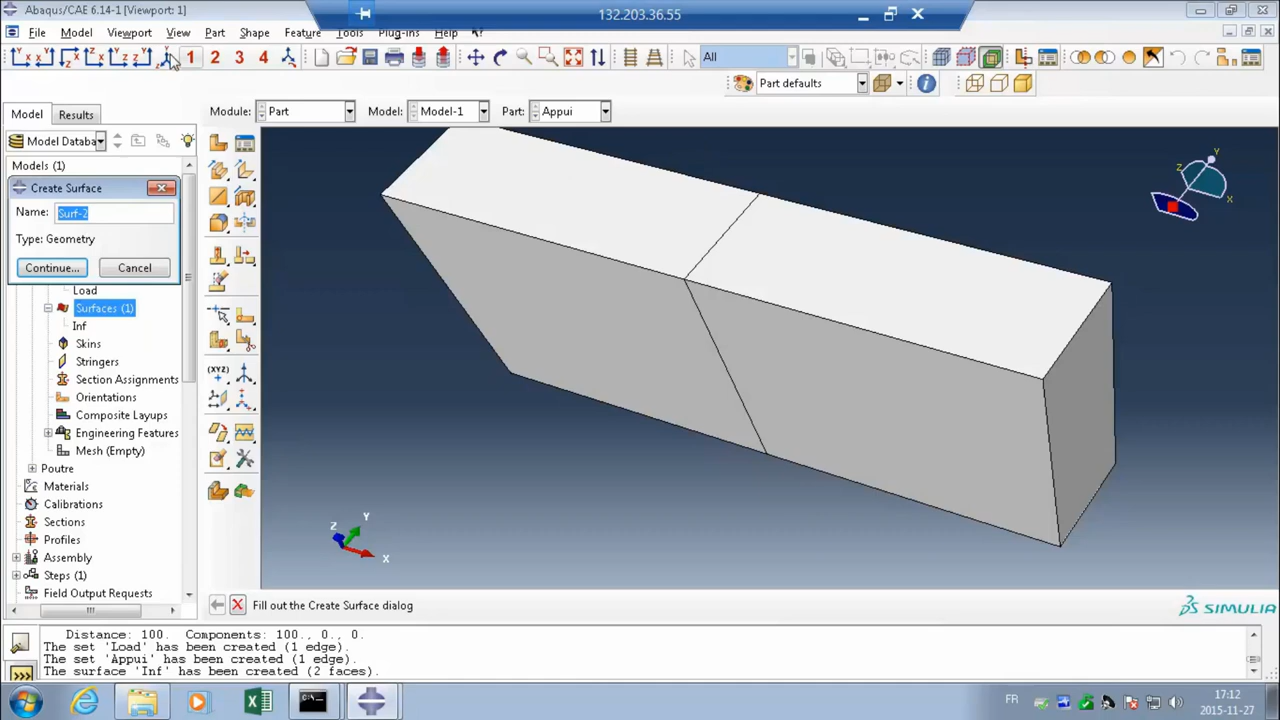 Abaqus/CAE 6.14-1 [Viewport: 1]
132.203.36.55
File Model Viewport View Part Shape Feature Tools Plug-ins Help
1 2 3 4
All
Part defaults
Model Results
Module: Part Model: Model-1 Part: Appui
Model Databa
Models (1)
Create Surface
Name: Surf-2
Type: Geometry
Continue... Cancel
Load
Surfaces (1)
Inf
Skins
Stringers
Section Assignments
Orientations
Composite Layups
Engineering Features
Mesh (Empty)
Poutre
Materials
Calibrations
Sections
Profiles
Assembly
Steps (1)
Field Output Requests
(XYZ)
Y
Z
X
Y
Z
X
Fill out the Create Surface dialog
SIMULIA
Distance: 100. Components: 100., 0., 0.
The set 'Load' has been created (1 edge).
The set 'Appui' has been created (1 edge).
The surface 'Inf' has been created (2 faces).
>>>
FR
17:12
2015-11-27